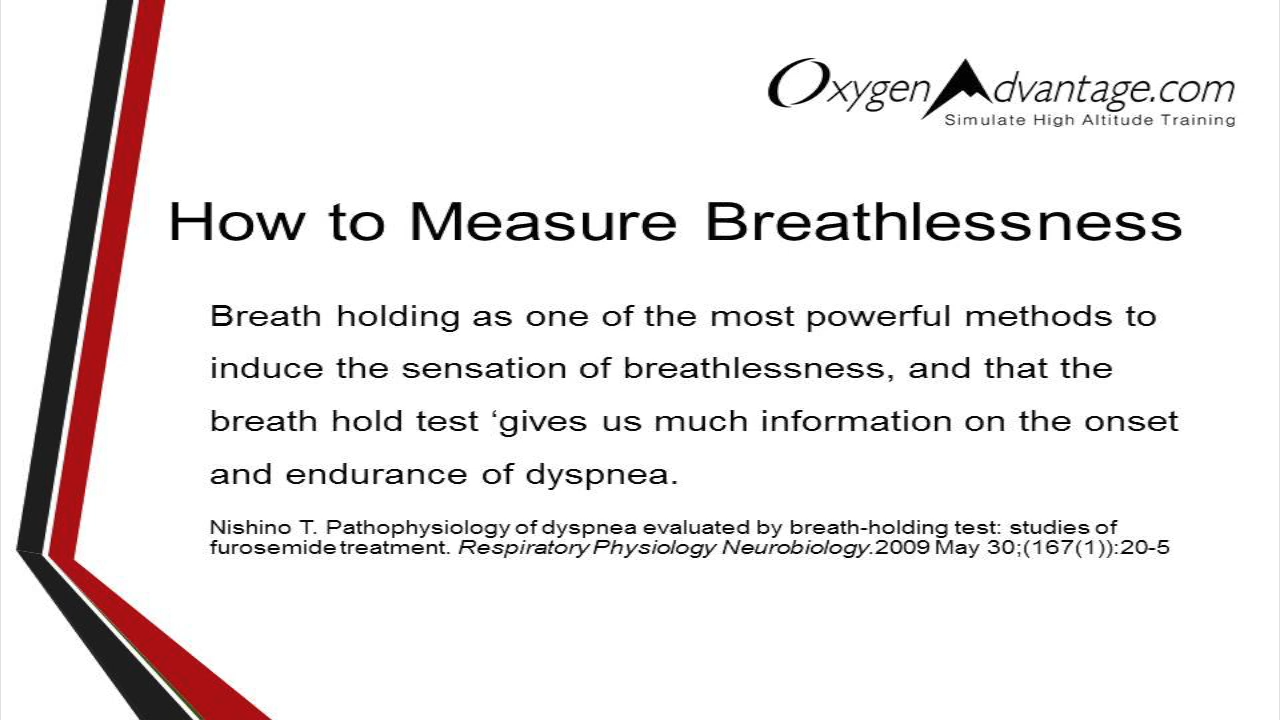 OxygenAdvantage.com
Simulate High Altitude Training
How to Measure Breathlessness
Breath holding as one of the most powerful methods to
induce the sensation of breathlessness, and that the
breath hold test ‘gives us much information on the onset
and endurance of dyspnea.
Nishino T. Pathophysiology of dyspnea evaluated by breath-holding test: studies of
furosemide treatment. Respiratory Physiology Neurobiology.2009 May 30;(167(1)):20-5